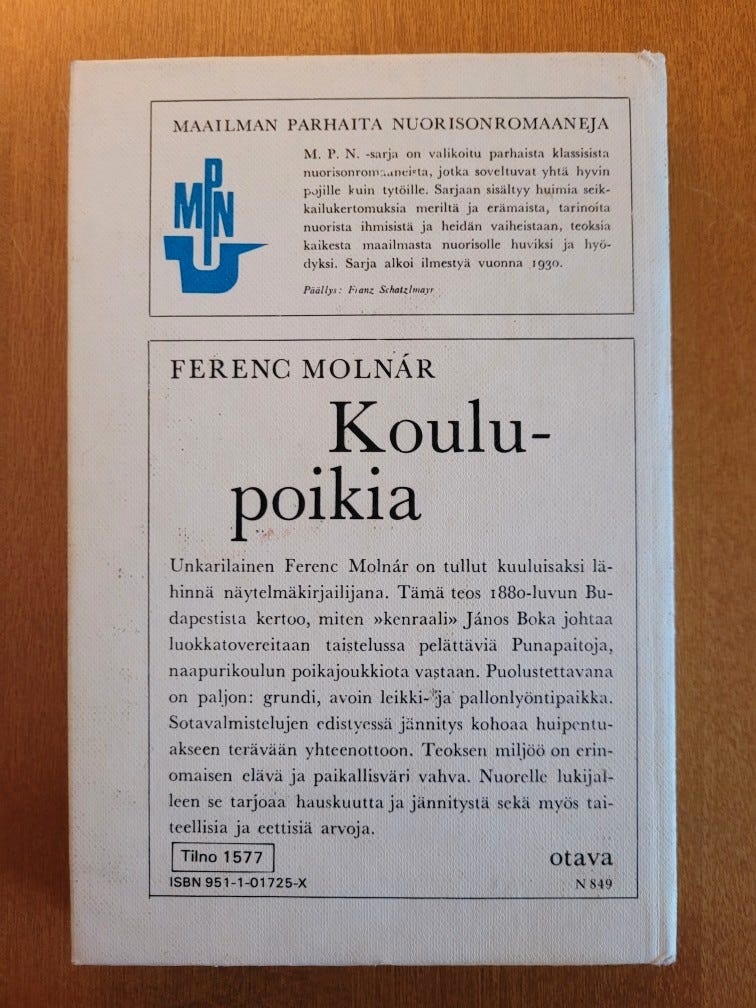 MAAILMAN PARHAITA NUORISONROMAANEJA
MPN
M. P. N. -sarja on valikoitu parhaista klassisista
nuorisonromaaneista, jotka soveltuvat yhtä hyvin
pojille kuin tytöille. Sarjaan sisältyy huimia seik-
kailukertomuksia meriltä ja erämaista, tarinoita
nuorista ihmisistä ja heidän vaiheistaan, teoksia
kaikesta maailmasta nuorisolle huviksi ja hyö-
dyksi. Sarja alkoi ilmestyä vuonna 1930.
Päällys: Franz Schatzlmayr
FERENC MOLNÁR
Koulu-
poikia
Unkarilainen Ferenc Molnár on tullut kuuluisaksi lä-
hinnä näytelmäkirjailijana. Tämä teos 1880-luvun Bu-
dapestista kertoo, miten »kenraali» János Boka johtaa
luokkatovereitaan taistelussa pelättäviä Punapaitoja,
naapurikoulun poikajoukkiota vastaan. Puolustettavana
on paljon: grundi, avoin leikki- ja pallonlyöntipaikka.
Sotavalmistelujen edistyessä jännitys kohoaa huipentu-
akseen terävään yhteenottoon. Teoksen miljöö on erin-
omaisen elävä ja paikallisväri vahva. Nuorelle lukijal-
leen se tarjoaa hauskuutta ja jännitystä sekä myös tai-
teellisia ja eettisiä arvoja.
Tilno 1577
otava
ISBN 951-1-01725-X
N 849